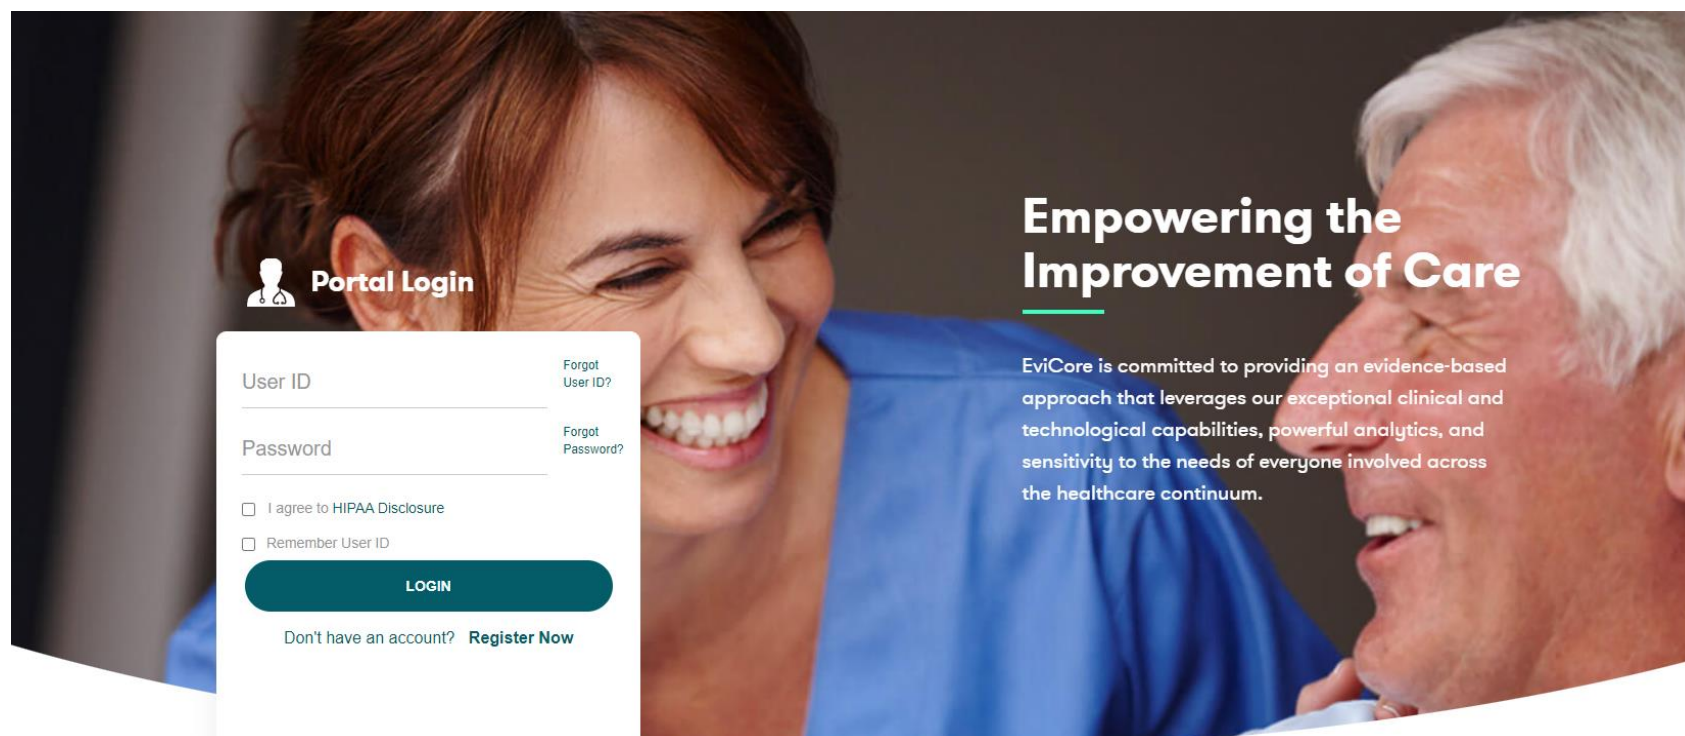 Portal Login
User ID
Forgot
User ID?
Password
Forgot
Password?
I agree to HIPAA Disclosure
Remember User ID
LOGIN
Don't have an account? Register Now
Empowering the
Improvement of Care
EviCore is committed to providing an evidence-based
approach that leverages our exceptional clinical and
technological capabilities, powerful analytics, and
sensitivity to the needs of everyone involved across
the healthcare continuum.